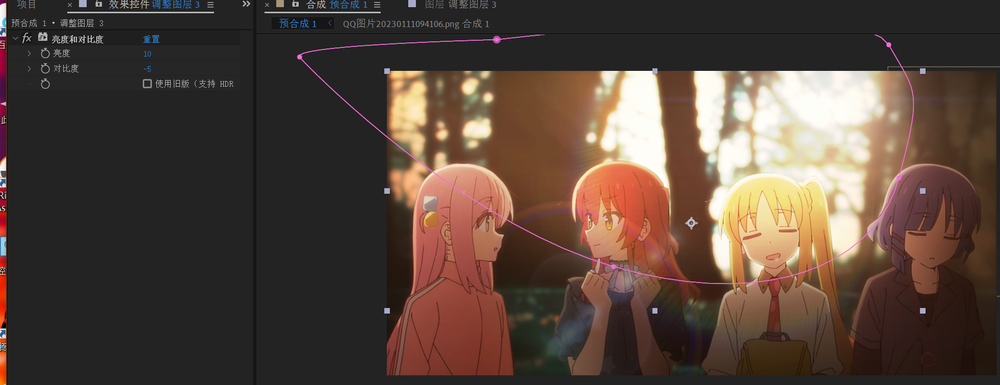 项目
× 效果控件 调整图层 3 ≡ »
预合成 1 • 调整图层 3
fx 亮度和对比度 重置
亮度 10
对比度 -5
使用旧版（支持 HDR
× 合成 预合成 1 ≡
图层 调整图层 3
预合成 1 ‹ QQ图片20230111094106.png 合成 1